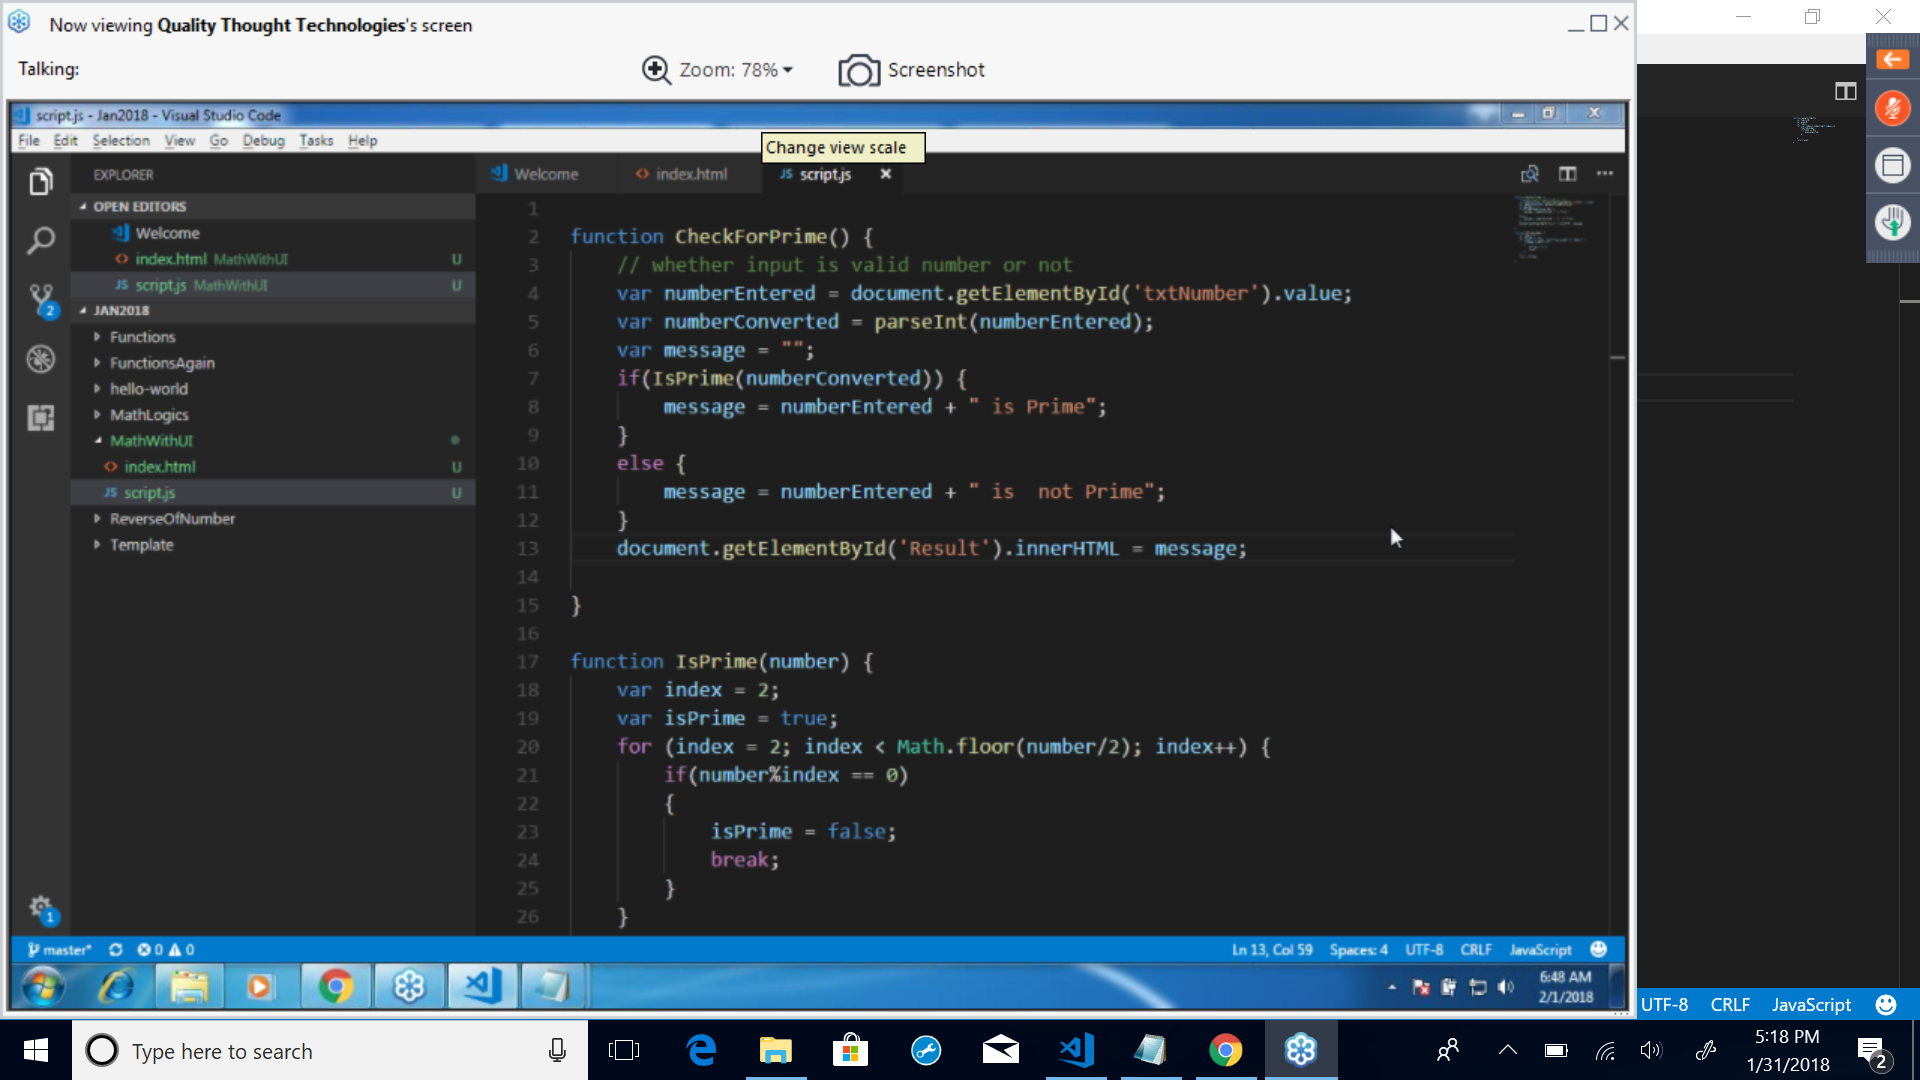 Now viewing Quality Thought Technologies's screen
Talking:
Zoom: 78%
Screenshot
script.js - Jan2018 - Visual Studio Code
File Edit Selection View Go Debug Tasks Help
Change view scale
EXPLORER
Welcome
index.html
JS script.js
OPEN EDITORS
Welcome
index.html MathWithUI U
JS script.js MathWithUI U
2
JAN2018
Functions
FunctionsAgain
hello-world
MathLogics
MathWithUI
index.html U
JS script.js U
ReverseOfNumber
Template
1
1
2 function CheckForPrime() {
3 // whether input is valid number or not
4 var numberEntered = document.getElementById('txtNumber').value;
5 var numberConverted = parseInt(numberEntered);
6 var message = "";
7 if(IsPrime(numberConverted)) {
8 message = numberEntered + " is Prime";
9 }
10 else {
11 message = numberEntered + " is  not Prime";
12 }
13 document.getElementById('Result').innerHTML = message;
14
15 }
16
17 function IsPrime(number) {
18 var index = 2;
19 var isPrime = true;
20 for (index = 2; index < Math.floor(number/2); index++) {
21 if(number%index == 0)
22 {
23 isPrime = false;
24 break;
25 }
26 }
master* 0 0
Ln 13, Col 59 Spaces: 4 UTF-8 CRLF JavaScript
6:48 AM
2/1/2018
UTF-8 CRLF JavaScript
Type here to search
5:18 PM
1/31/2018
2